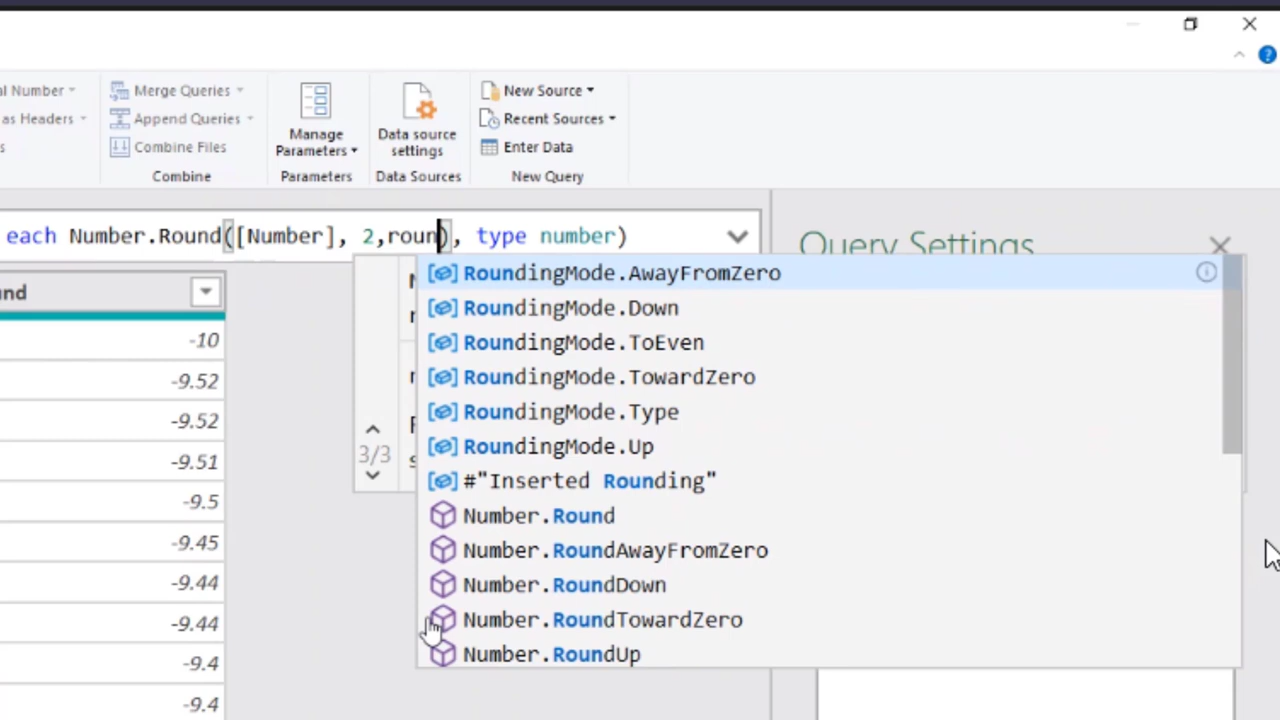 al Number
Merge Queries
New Source
as Headers
Append Queries
Manage Parameters
Data source settings
Recent Sources
s
Combine Files
Enter Data
Combine
Parameters
Data Sources
New Query
each Number.Round([Number], 2,roun), type number)
Query Settings
nd
-10
-9.52
-9.52
-9.51
-9.5
-9.45
-9.44
-9.44
-9.4
-9.4
3/3
RoundingMode.AwayFromZero
RoundingMode.Down
RoundingMode.ToEven
RoundingMode.TowardZero
RoundingMode.Type
RoundingMode.Up
#"Inserted Rounding"
Number.Round
Number.RoundAwayFromZero
Number.RoundDown
Number.RoundTowardZero
Number.RoundUp